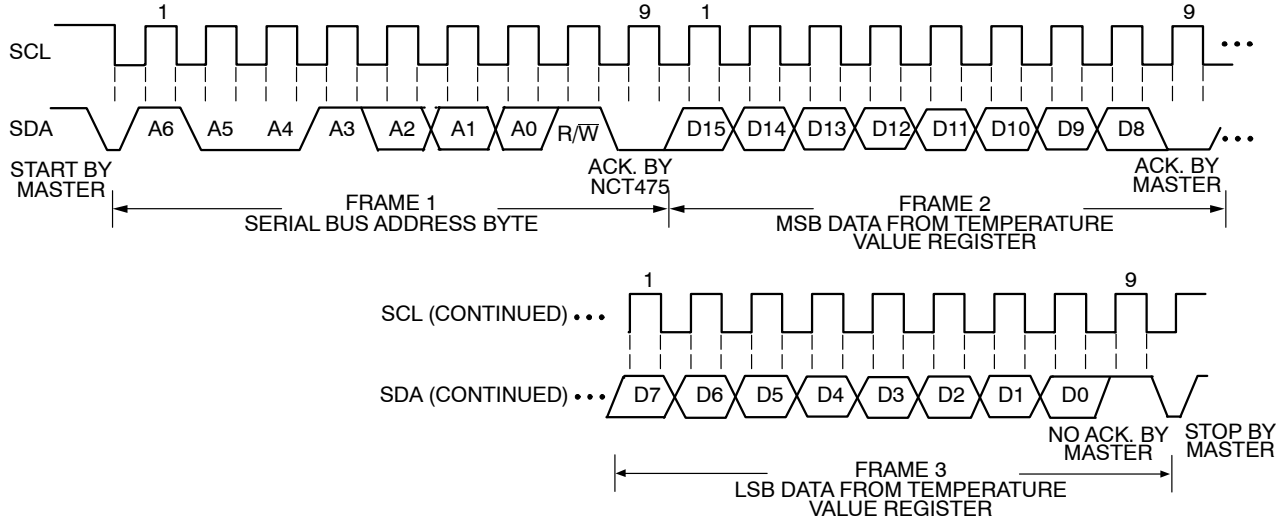 1 9 1 9
SCL
SDA A6 A5 A4 A3 A2 A1 A0 R/W̅ D15 D14 D13 D12 D11 D10 D9 D8
START BY
MASTER
ACK. BY
NCT475
ACK. BY
MASTER
FRAME 1
SERIAL BUS ADDRESS BYTE
FRAME 2
MSB DATA FROM TEMPERATURE
VALUE REGISTER
1 9
SCL (CONTINUED)
SDA (CONTINUED) D7 D6 D5 D4 D3 D2 D1 D0
NO ACK. BY
MASTER
STOP BY
MASTER
FRAME 3
LSB DATA FROM TEMPERATURE
VALUE REGISTER